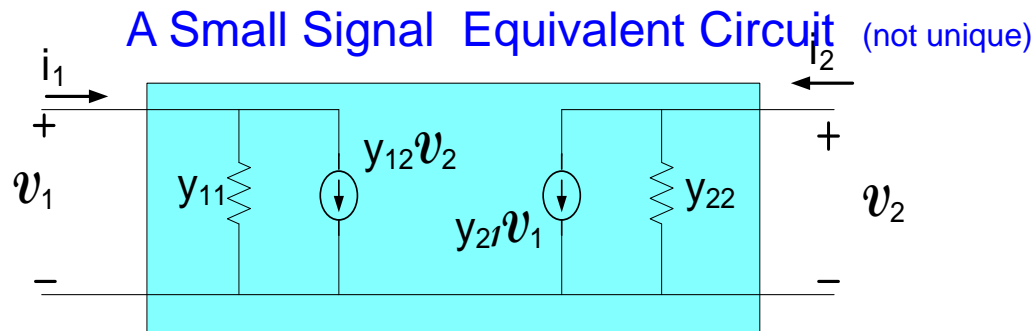 A Small Signal Equivalent Circuit (not unique)
i₁
i₂
+
+
y₁₂𝒗₂
𝒗₁
y₁₁
y₂₂
𝒗₂
y₂₁𝒗₁
−
−